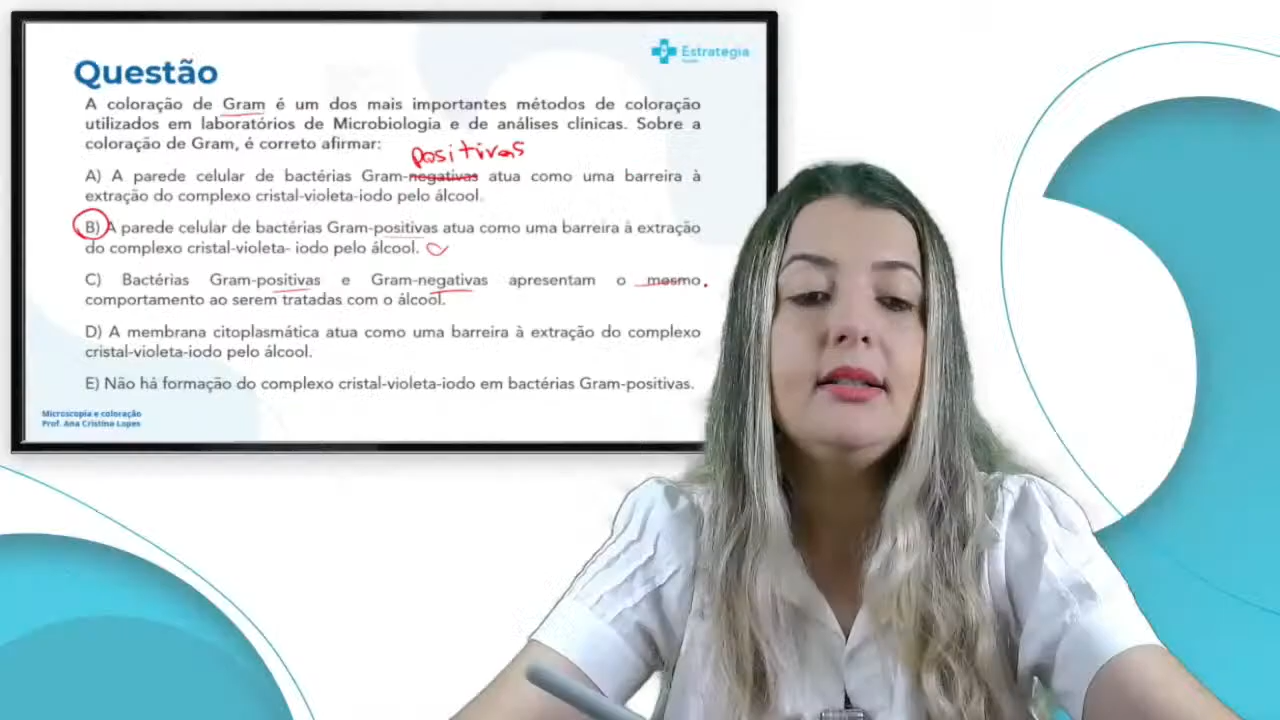 Estrategia
Questão
A coloração de Gram é um dos mais importantes métodos de coloração
utilizados em laboratórios de Microbiologia e de análises clínicas. Sobre a
coloração de Gram, é correto afirmar:
positivas
A) A parede celular de bactérias Gram-negativas atua como uma barreira à
extração do complexo cristal-violeta-iodo pelo álcool.
B) A parede celular de bactérias Gram-positivas atua como uma barreira à extração
do complexo cristal-violeta- iodo pelo álcool.
C) Bactérias Gram-positivas e Gram-negativas apresentam o mesmo
comportamento ao serem tratadas com o álcool.
D) A membrana citoplasmática atua como uma barreira à extração do complexo
cristal-violeta-iodo pelo álcool.
E) Não há formação do complexo cristal-violeta-iodo em bactérias Gram-positivas.
Microscopia e coloração
Prof. Ana Cristina Lopes